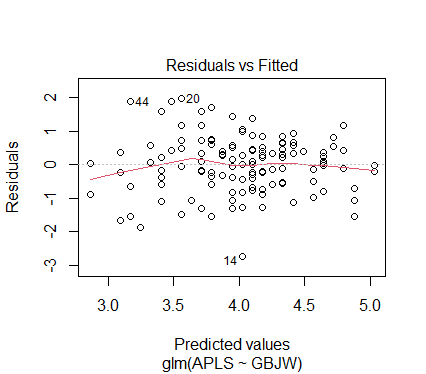 Residuals vs Fitted
Residuals
2
1
0
-1
-2
-3
44
20
14
3.0 3.5 4.0 4.5 5.0
Predicted values
glm(APLS ~ GBJW)